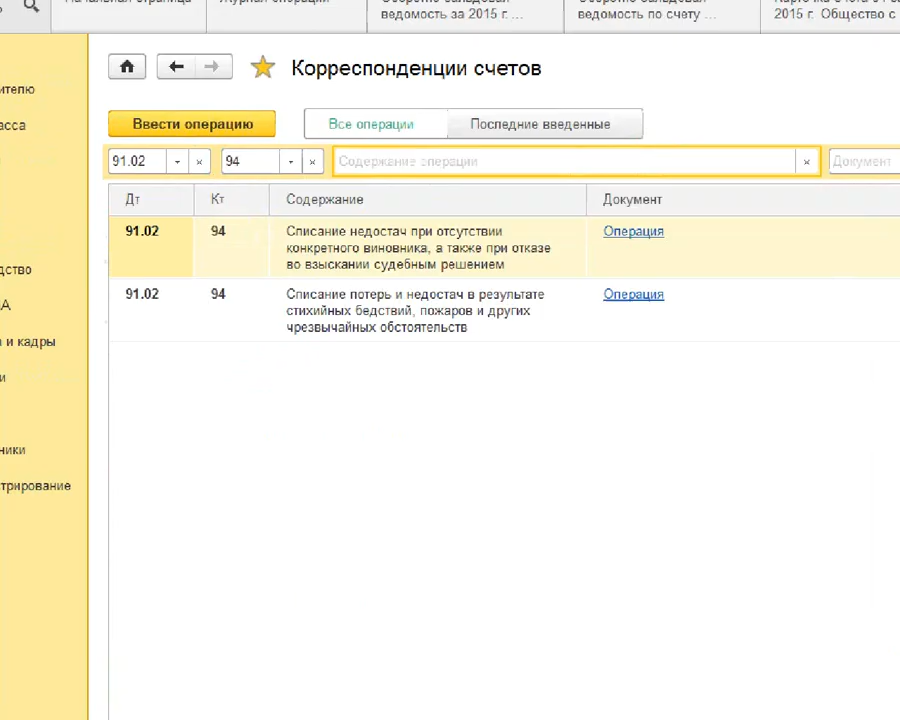 Начальная страница
Журнал операций
Оборотно-сальдовая
ведомость за 2015 г. ...
Оборотно-сальдовая
ведомость по счету ...
2015 г. Общество с
Корреспонденции счетов
Ввести операцию
Все операции
Последние введенные
91.02
94
Содержание операции
Документ
Дт
Кт
Содержание
Документ
91.02
94
Списание недостач при отсутствии
конкретного виновника, а также при отказе
во взыскании судебным решением
Операция
91.02
94
Списание потерь и недостач в результате
стихийных бедствий, пожаров и других
чрезвычайных обстоятельств
Операция
ителю
асса
дство
А
а и кадры
и
ники
трирование